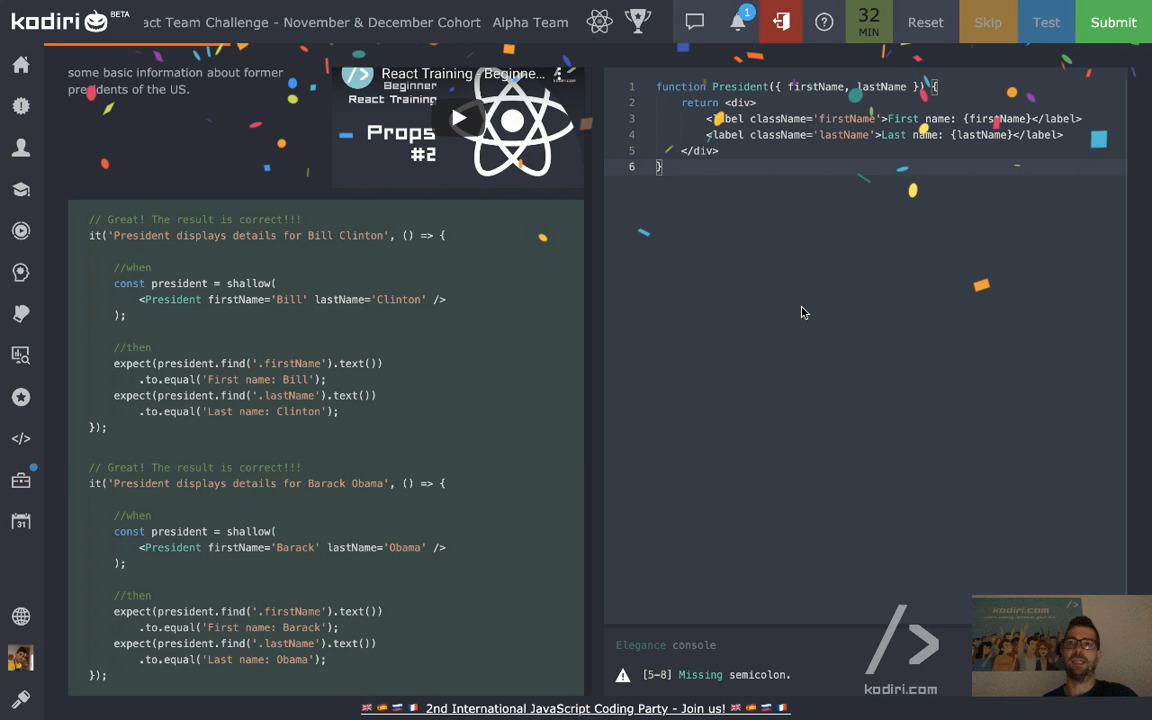 kodiri BETA
act Team Challenge - November & December Cohort Alpha Team
1
32
MIN
Reset
Skip
Test
Submit
some basic information about former
presidents of the US.
React Training - Beginne...
Beginner
React Training
Props
#2
// Great! The result is correct!!!
it('President displays details for Bill Clinton', () => {
//when
const president = shallow(
<President firstName='Bill' lastName='Clinton' />
);
//then
expect(president.find('.firstName').text())
.to.equal('First name: Bill');
expect(president.find('.lastName').text())
.to.equal('Last name: Clinton');
});
// Great! The result is correct!!!
it('President displays details for Barack Obama', () => {
//when
const president = shallow(
<President firstName='Barack' lastName='Obama' />
);
//then
expect(president.find('.firstName').text())
.to.equal('First name: Barack');
expect(president.find('.lastName').text())
.to.equal('Last name: Obama');
});
1 function President({ firstName, lastName }) {
2 return <div>
3 <label className='firstName'>First name: {firstName}</label>
4 <label className='lastName'>Last name: {lastName}</label>
5 </div>
6 }
Elegance console
[5-8] Missing semicolon.
</>
kodiri.com
kodiri.com
31
2nd International JavaScript Coding Party - Join us!